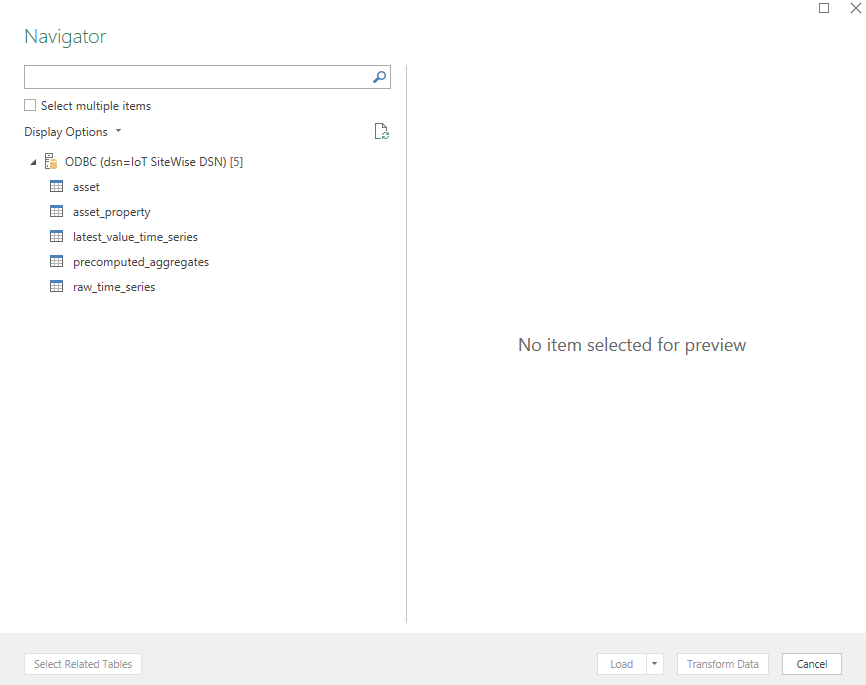 Navigator
Select multiple items
Display Options
ODBC (dsn=IoT SiteWise DSN) [5]
asset
asset_property
latest_value_time_series
precomputed_aggregates
raw_time_series
No item selected for preview
Select Related Tables
Load
Transform Data
Cancel